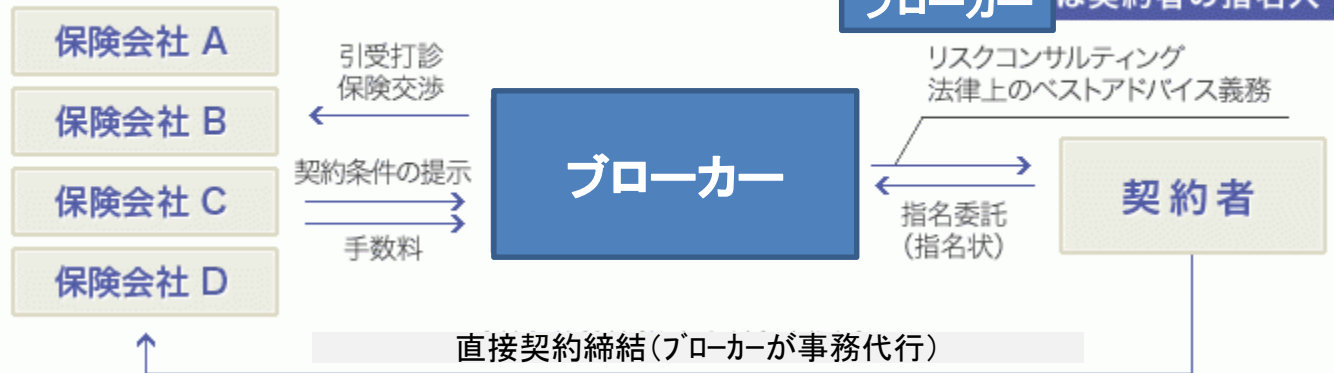 ブローカー は契約者の指名人
保険会社 A
保険会社 B
保険会社 C
保険会社 D
引受打診
保険交渉
契約条件の提示
手数料
ブローカー
リスクコンサルティング
法律上のベストアドバイス義務
指名委託
(指名状)
契約者
直接契約締結(ブローカーが事務代行)